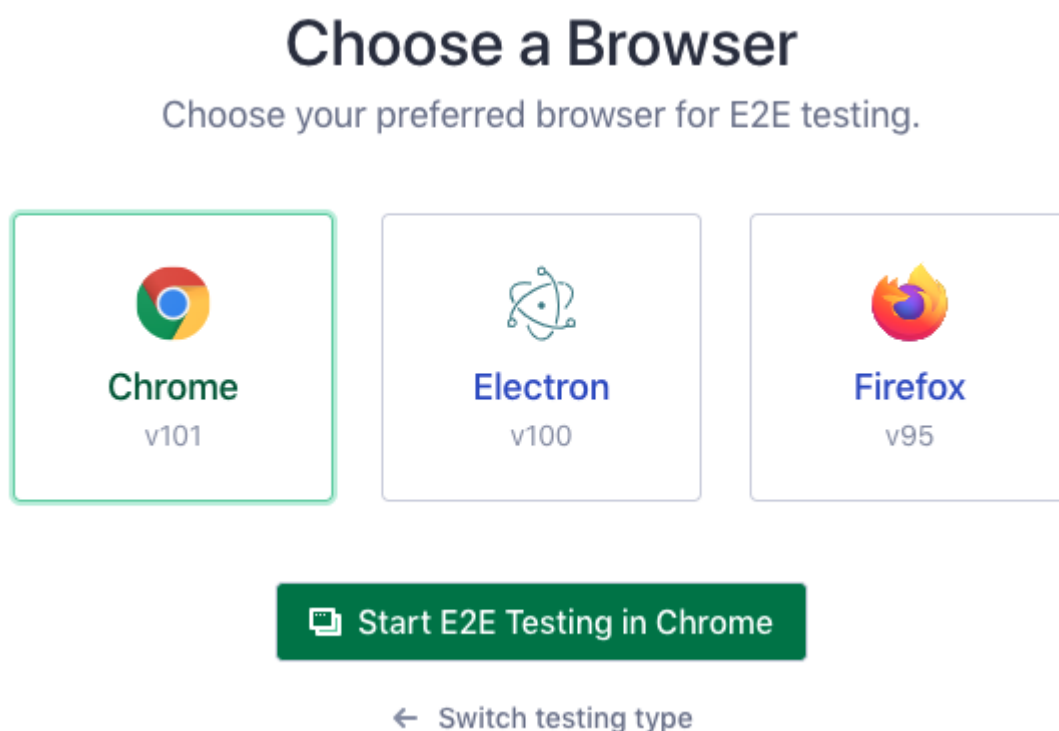 Choose a Browser
Choose your preferred browser for E2E testing.
Chrome
v101
Electron
v100
Firefox
v95
Start E2E Testing in Chrome
← Switch testing type